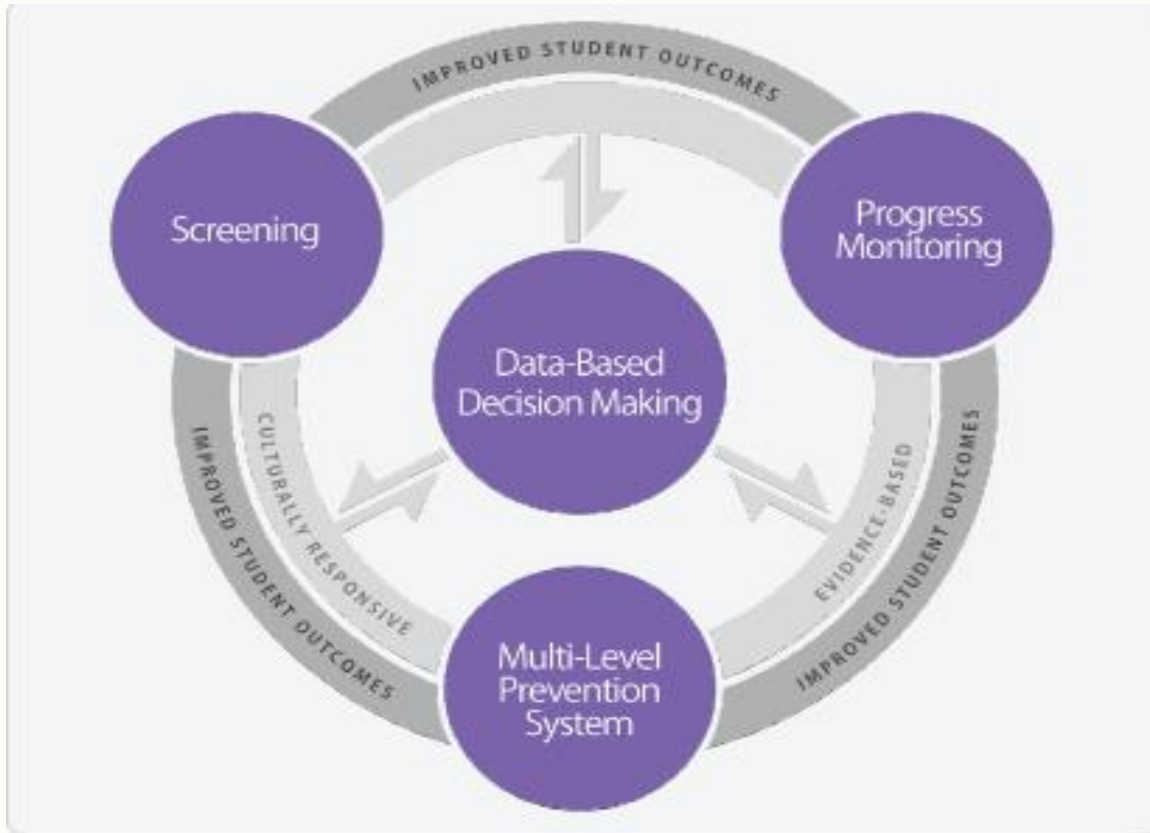 IMPROVED STUDENT OUTCOMES
Screening
Progress
Monitoring
Data-Based
Decision Making
CULTURALLY RESPONSIVE
IMPROVED STUDENT OUTCOMES
EVIDENCE-BASED
IMPROVED STUDENT OUTCOMES
Multi-Level
Prevention
System